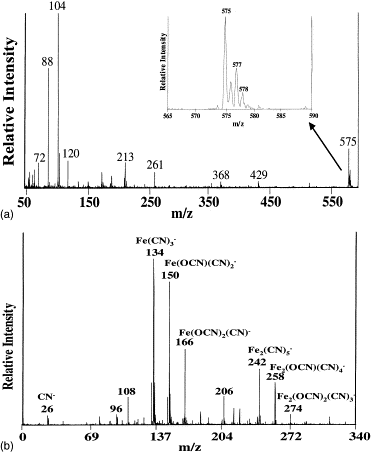 104
575
577
578
Relative Intensity
565 570 575 580 585 590
m/z
88
72
120
213
261
368
429
575
Relative Intensity
50 150 250 350 450 550
(a)
m/z
Fe(CN)₃⁻
134
Fe(OCN)(CN)₂⁻
150
Fe(OCN)₂(CN)⁻
166
Fe₂(CN)₅⁻
242
Fe₂(OCN)(CN)₄⁻
258
Fe₂(OCN)₂(CN)₃⁻
274
CN⁻
26
96
108
206
Relative Intensity
0 69 137 204 272 340
(b)
m/z